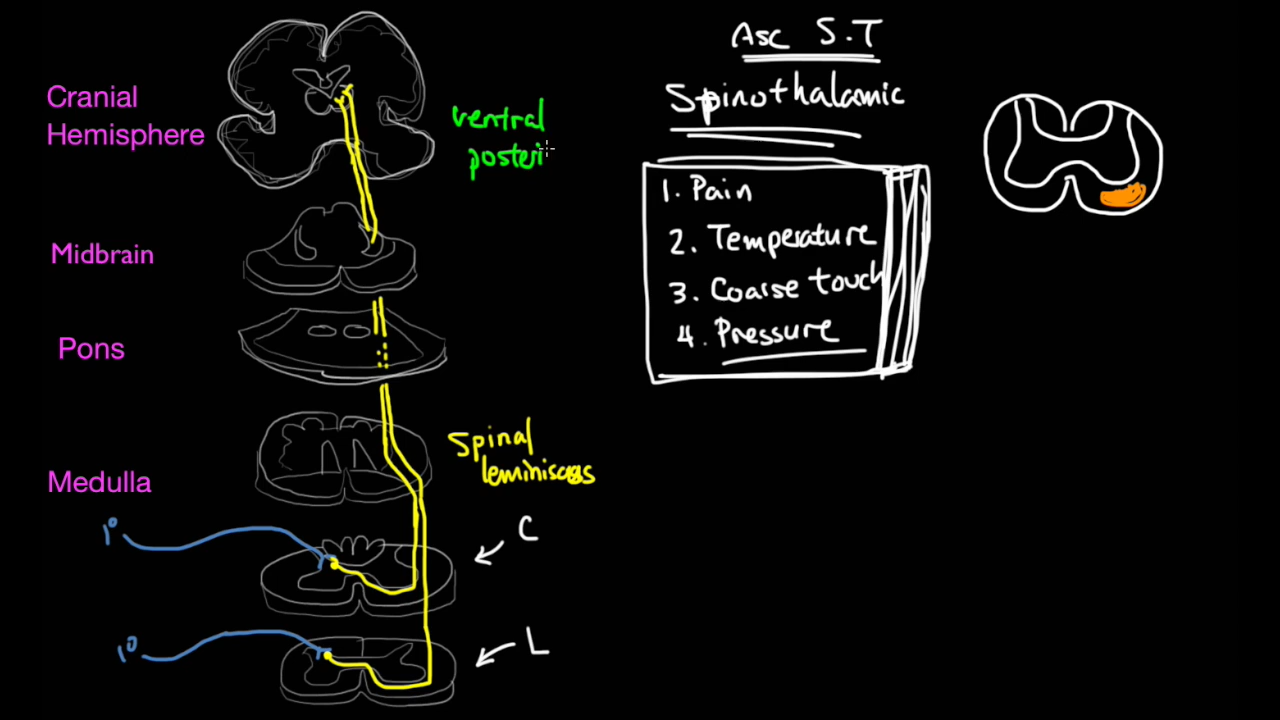 Asc S.T
Spinothalamic
Cranial
Hemisphere
ventral
posteri
1. Pain
2. Temperature
3. Coarse touch
4. Pressure
Midbrain
Pons
Spinal
Medulla
1°
C
1°
L